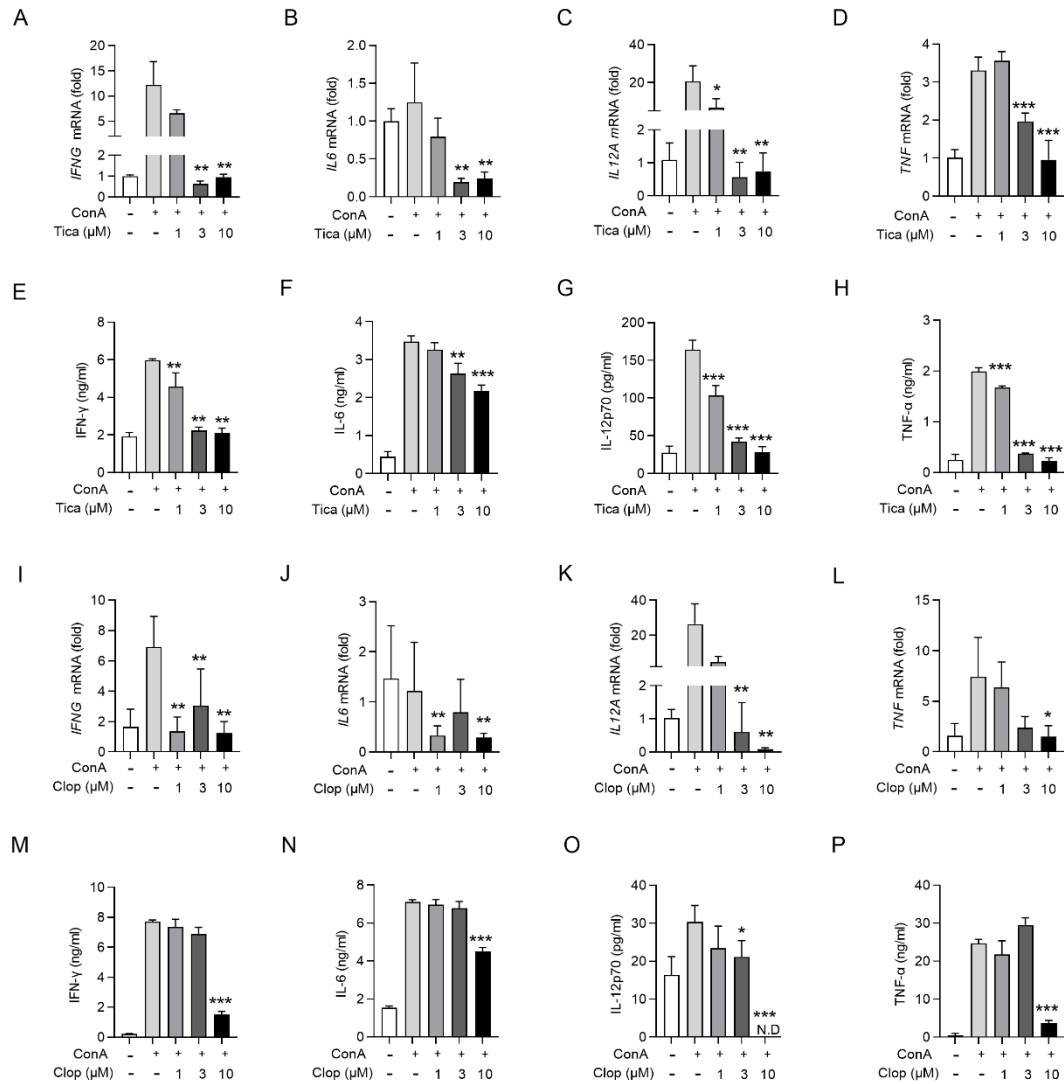 A
IFNG mRNA (fold)
20
15
10
5
2
1
0
** **
ConA - + + + +
Tica (μM) - - 1 3 10
B
IL6 mRNA (fold)
2.0
1.5
1.0
0.5
0.0
** **
ConA - + + + +
Tica (μM) - - 1 3 10
C
IL12A mRNA (fold)
40
20
2
1
0
* ** **
ConA - + + + +
Tica (μM) - - 1 3 10
D
TNF mRNA (fold)
4
3
2
1
0
*** ***
ConA - + + + +
Tica (μM) - - 1 3 10
E
IFN-γ (ng/ml)
8
6
4
2
0
** ** **
ConA - + + + +
Tica (μM) - - 1 3 10
F
IL-6 (ng/ml)
4
3
2
1
0
** ***
ConA - + + + +
Tica (μM) - - 1 3 10
G
IL-12p70 (pg/ml)
200
150
100
50
0
*** *** ***
ConA - + + + +
Tica (μM) - - 1 3 10
H
TNF-α (ng/ml)
3
2
1
0
*** *** ***
ConA - + + + +
Tica (μM) - - 1 3 10
I
IFNG mRNA (fold)
10
8
6
4
2
0
** ** **
ConA - + + + +
Clop (μM) - - 1 3 10
J
IL6 mRNA (fold)
3
2
1
0
** **
ConA - + + + +
Clop (μM) - - 1 3 10
K
IL12A mRNA (fold)
40
20
2
1
0
** **
ConA - + + + +
Clop (μM) - - 1 3 10
L
TNF mRNA (fold)
15
10
5
0
*
ConA - + + + +
Clop (μM) - - 1 3 10
M
IFN-γ (ng/ml)
10
8
6
4
2
0
***
ConA - + + + +
Clop (μM) - - 1 3 10
N
IL-6 (ng/ml)
8
6
4
2
0
***
ConA - + + + +
Clop (μM) - - 1 3 10
O
IL-12p70 (pg/ml)
40
30
20
10
0
* ***
N.D
ConA - + + + +
Clop (μM) - - 1 3 10
P
TNF-α (ng/ml)
40
30
20
10
0
***
ConA - + + + +
Clop (μM) - - 1 3 10